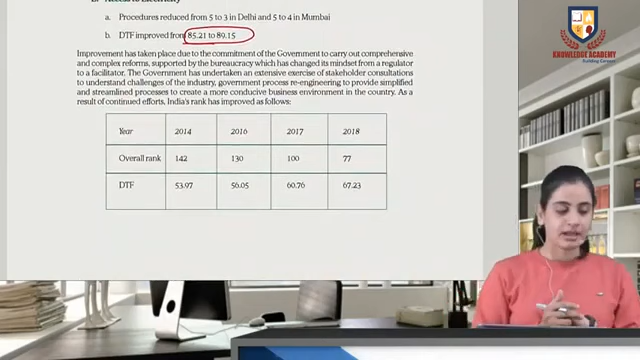 KNOWLEDGE ACADEMY
Building Career
a. Procedures reduced from 5 to 3 in Delhi and 5 to 4 in Mumbai
b. DTF improved from 85.21 to 89.15
Improvement has taken place due to the commitment of the Government to carry out comprehensive
and complex reforms, supported by the bureaucracy which has changed its mindset from a regulator
to a facilitator. The Government has undertaken an extensive exercise of stakeholder consultations
to understand challenges of the industry, government process re-engineering to provide simplified
and streamlined processes to create a more conducive business environment in the country. As a
result of continued efforts, India's rank has improved as follows:
Year 2014 2016 2017 2018
Overall rank 142 130 100 77
DTF 53.97 56.05 60.76 67.23